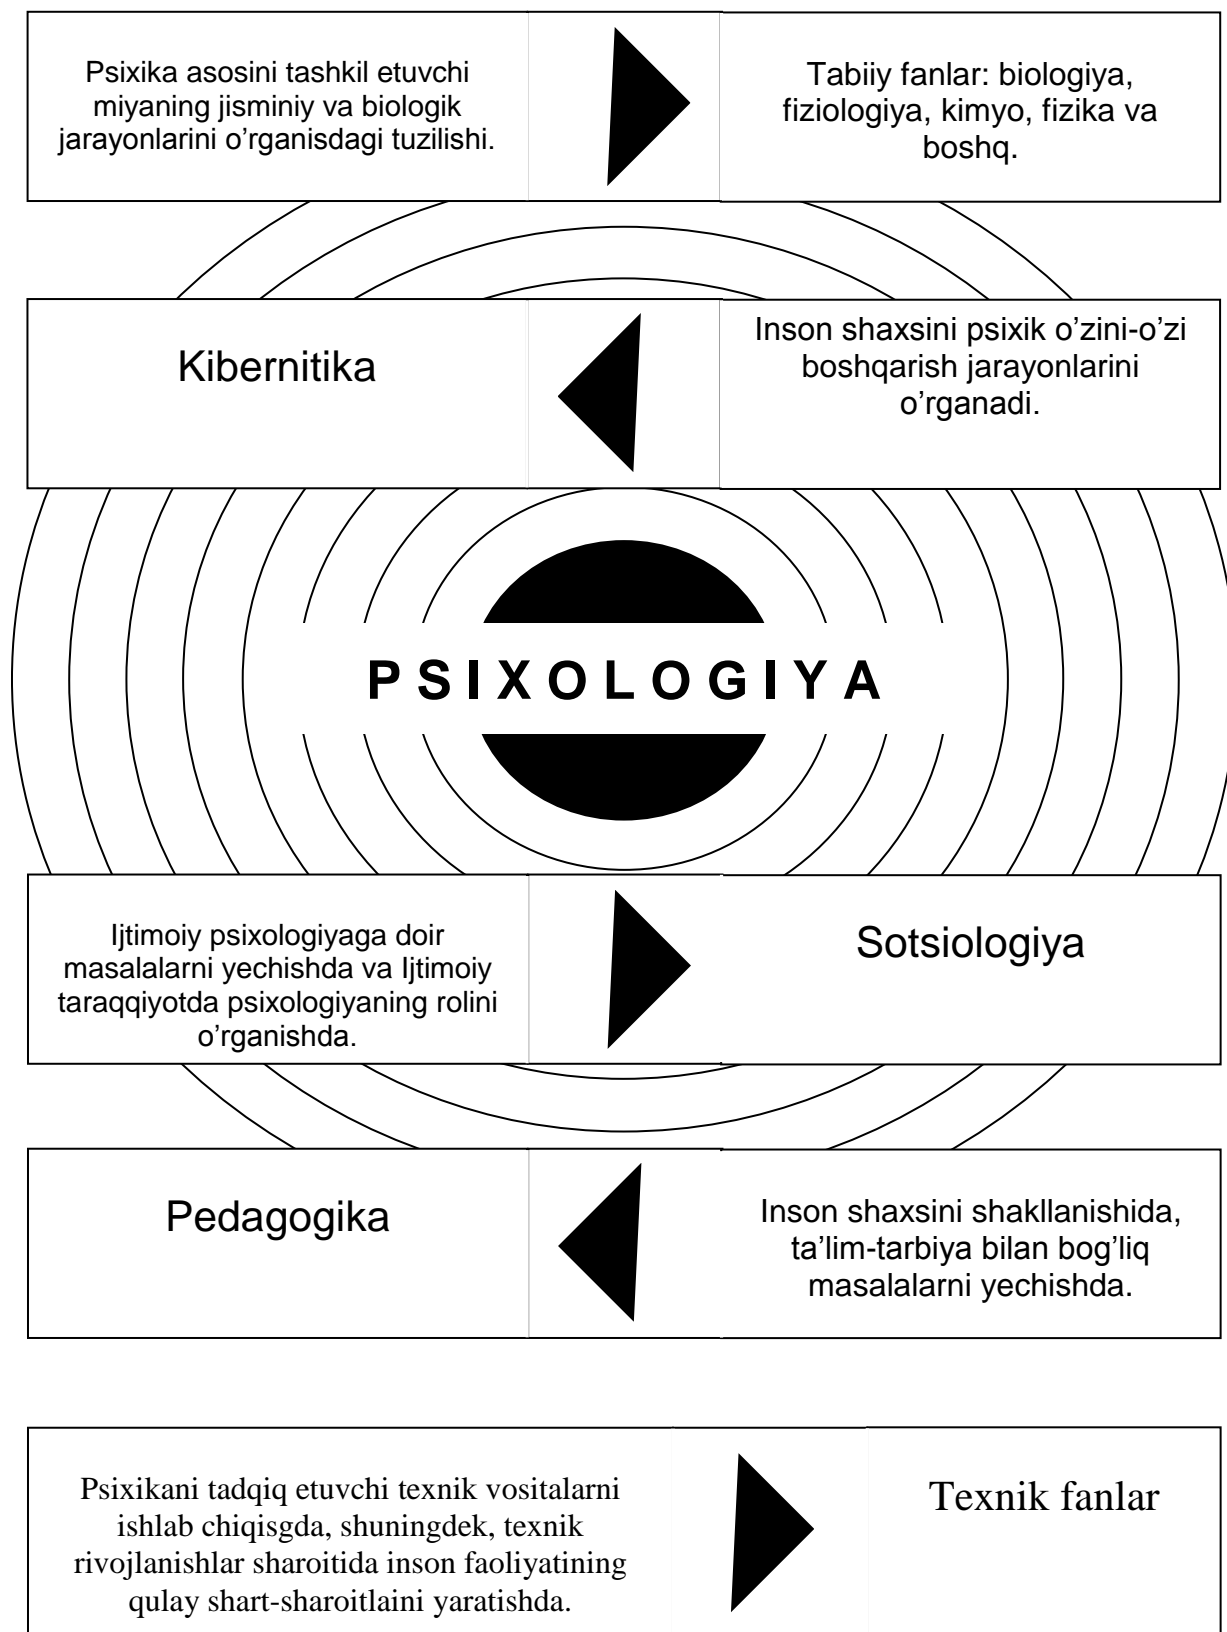 Psixika asosini tashkil etuvchi
miyaning jisminiy va biologik
jarayonlarini o’rganisdagi tuzilishi.
Tabiiy fanlar: biologiya,
fiziologiya, kimyo, fizika va
boshq.
Kibernitika
Inson shaxsini psixik o’zini-o’zi
boshqarish jarayonlarini
o’rganadi.
PSIXOLOGIYA
Ijtimoiy psixologiyaga doir
masalalarni yechishda va Ijtimoiy
taraqqiyotda psixologiyaning rolini
o’rganishda.
Sotsiologiya
Pedagogika
Inson shaxsini shakllanishida,
ta’lim-tarbiya bilan bog’liq
masalalarni yechishda.
Psixikani tadqiq etuvchi texnik vositalarni
ishlab chiqisgda, shuningdek, texnik
rivojlanishlar sharoitida inson faoliyatining
qulay shart-sharoitlaini yaratishda.
Texnik fanlar